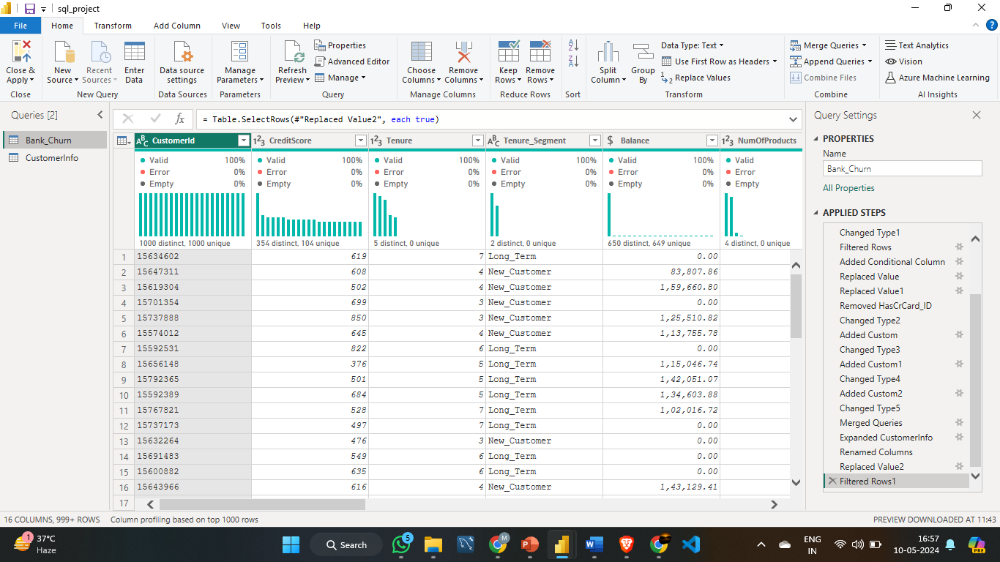 sql_project
File Home Transform Add Column View Tools Help
Close & Apply
Close
New Source
Recent Sources
Enter Data
New Query
Data source settings
Data Sources
Manage Parameters
Parameters
Refresh Preview
Properties
Advanced Editor
Manage
Query
Choose Columns
Remove Columns
Manage Columns
Keep Rows
Remove Rows
Reduce Rows
Sort
Split Column
Group By
Data Type: Text
Use First Row as Headers
Replace Values
Transform
Merge Queries
Append Queries
Combine Files
Combine
Text Analytics
Vision
Azure Machine Learning
AI Insights
Queries [2]
Bank_Churn
CustomerInfo
= Table.SelectRows(#"Replaced Value2", each true)
CustomerId CreditScore Tenure Tenure_Segment Balance NumOfProducts
Valid 100% Valid 100% Valid 100% Valid 100% Valid 100% Valid
Error 0% Error 0% Error 0% Error 0% Error 0% Error
Empty 0% Empty 0% Empty 0% Empty 0% Empty 0% Empty
1000 distinct, 1000 unique 354 distinct, 104 unique 5 distinct, 0 unique 2 distinct, 0 unique 650 distinct, 649 unique 4 distinct, 0 unique
1 15634602 619 7 Long_Term 0.00
2 15647311 608 4 New_Customer 83,807.86
3 15619304 502 4 New_Customer 1,59,660.80
4 15701354 699 3 New_Customer 0.00
5 15737888 850 3 New_Customer 1,25,510.82
6 15574012 645 4 New_Customer 1,13,755.78
7 15592531 822 6 Long_Term 0.00
8 15656148 376 5 Long_Term 1,15,046.74
9 15792365 501 5 Long_Term 1,42,051.07
10 15592389 684 5 Long_Term 1,34,603.88
11 15767821 528 7 Long_Term 1,02,016.72
12 15737173 497 7 Long_Term 0.00
13 15632264 476 3 New_Customer 0.00
14 15691483 549 6 Long_Term 0.00
15 15600882 635 6 Long_Term 0.00
16 15643966 616 4 New_Customer 1,43,129.41
17
Query Settings
PROPERTIES
Name
Bank_Churn
All Properties
APPLIED STEPS
Changed Type1
Filtered Rows
Added Conditional Column
Replaced Value
Replaced Value1
Removed HasCrCard_ID
Changed Type2
Added Custom
Changed Type3
Added Custom1
Changed Type4
Added Custom2
Changed Type5
Merged Queries
Expanded CustomerInfo
Renamed Columns
Replaced Value2
Filtered Rows1
16 COLUMNS, 999+ ROWS Column profiling based on top 1000 rows PREVIEW DOWNLOADED AT 11:43
1
37°C
Haze
Search
5
M
ENG
IN
16:57
10-05-2024
PRE